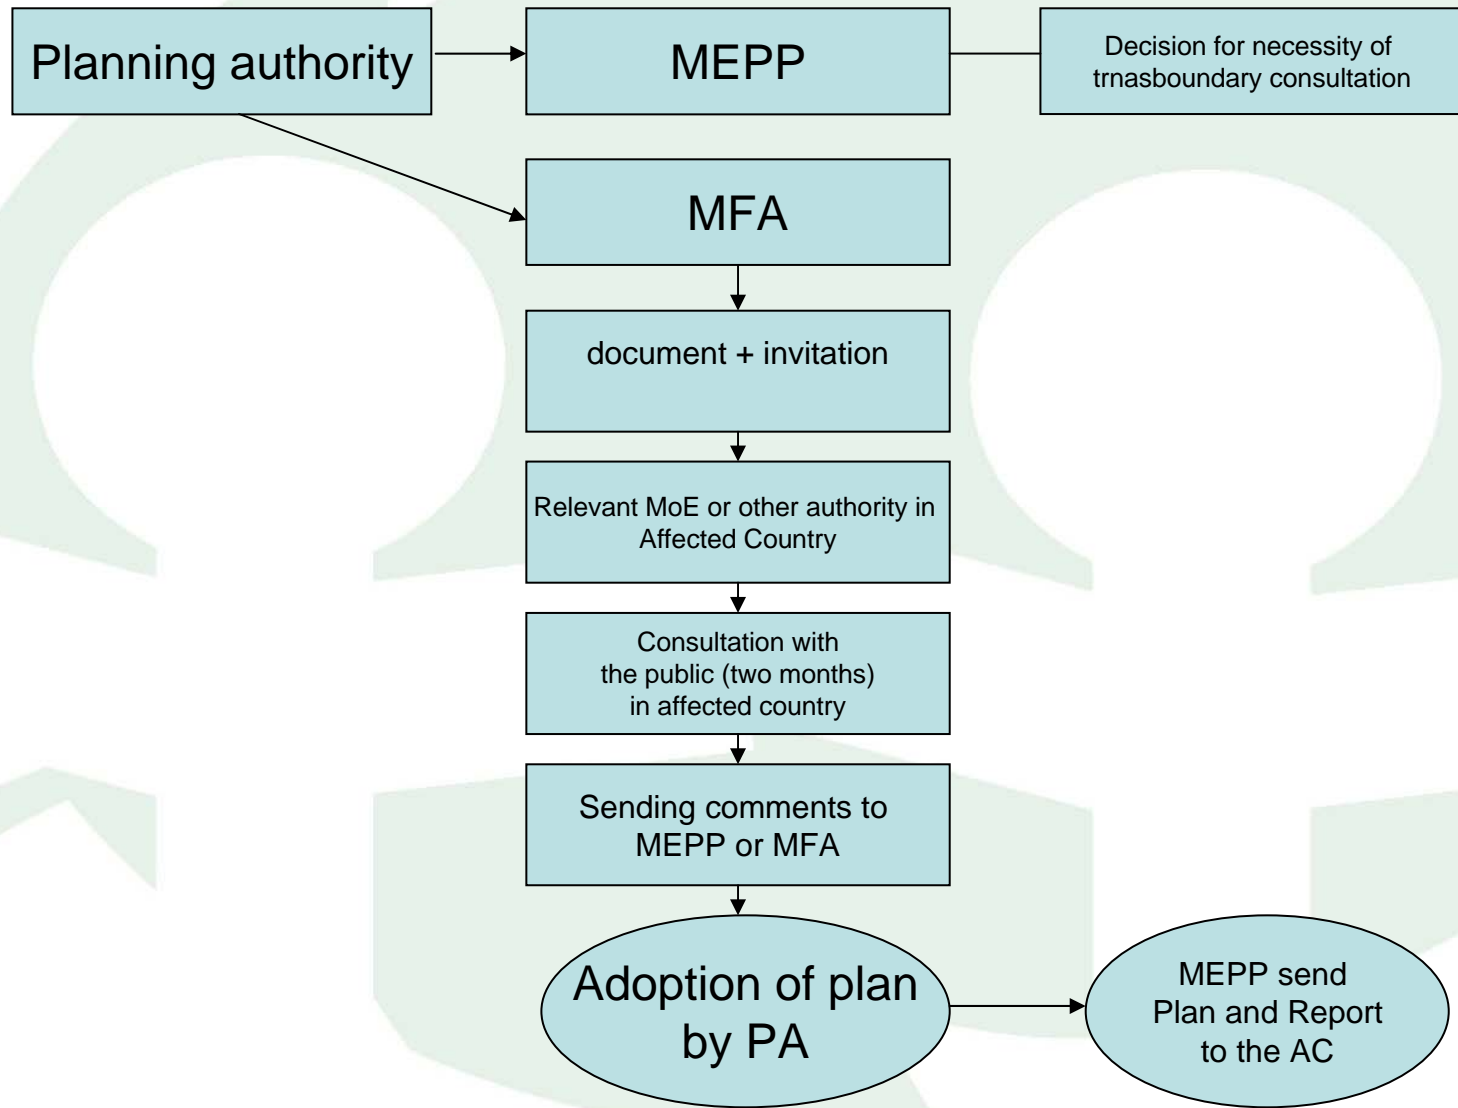 Planning authority
MEPP
Decision for necessity of
trnasboundary consultation
MFA
document + invitation
Relevant MoE or other authority in
Affected Country
Consultation with
the public (two months)
in affected country
Sending comments to
MEPP or MFA
Adoption of plan
by PA
MEPP send
Plan and Report
to the AC